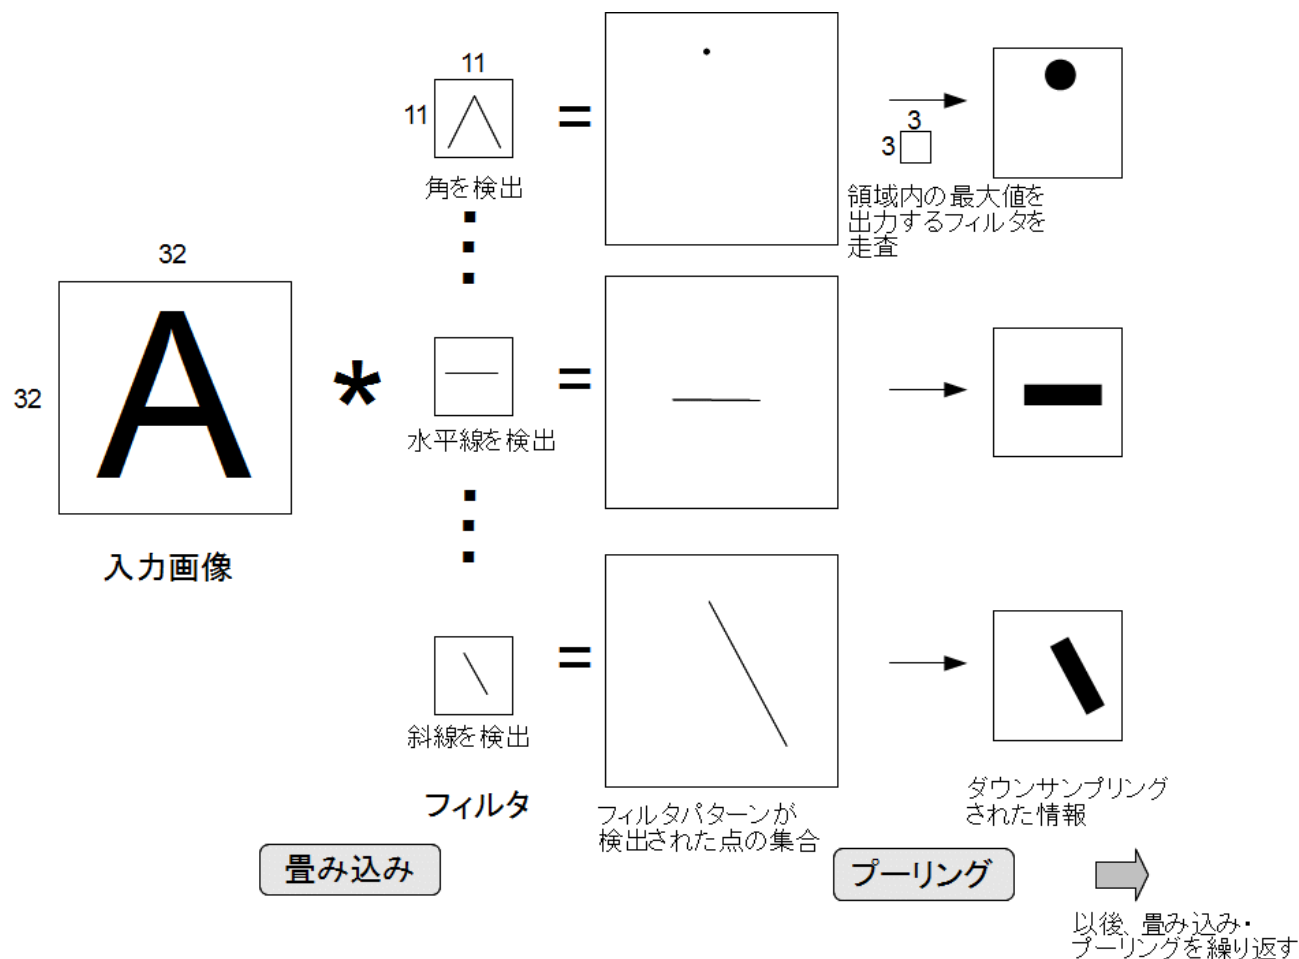 32
32
A
入力画像
*
11
11
角を検出
水平線を検出
斜線を検出
フィルタ
畳み込み
=
=
=
フィルタパターンが
検出された点の集合
3
3
領域内の最大値を
出力するフィルタを
走査
プーリング
ダウンサンプリング
された情報
以後、畳み込み・
プーリングを繰り返す